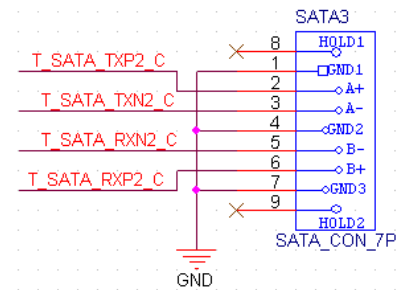 SATA3
8 HOLD1
T_SATA_TXP2_C 1 GND1
2 A+
T_SATA_TXN2_C 3 A-
4 GND2
T_SATA_RXN2_C 5 B-
6 B+
T_SATA_RXP2_C 7 GND3
9
HOLD2
SATA_CON_7P
GND